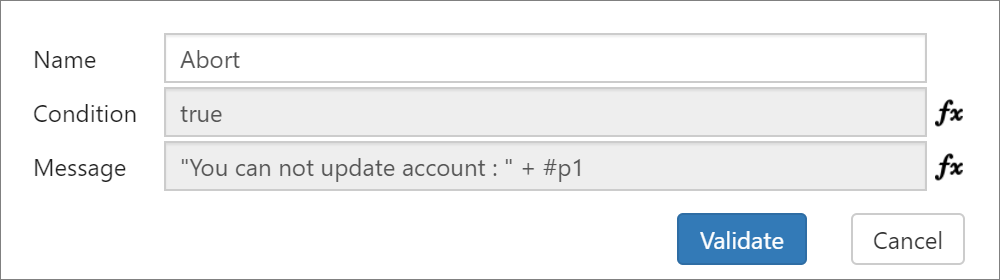 Name Abort
Condition true fx
Message "You can not update account : " + #p1 fx
Validate Cancel